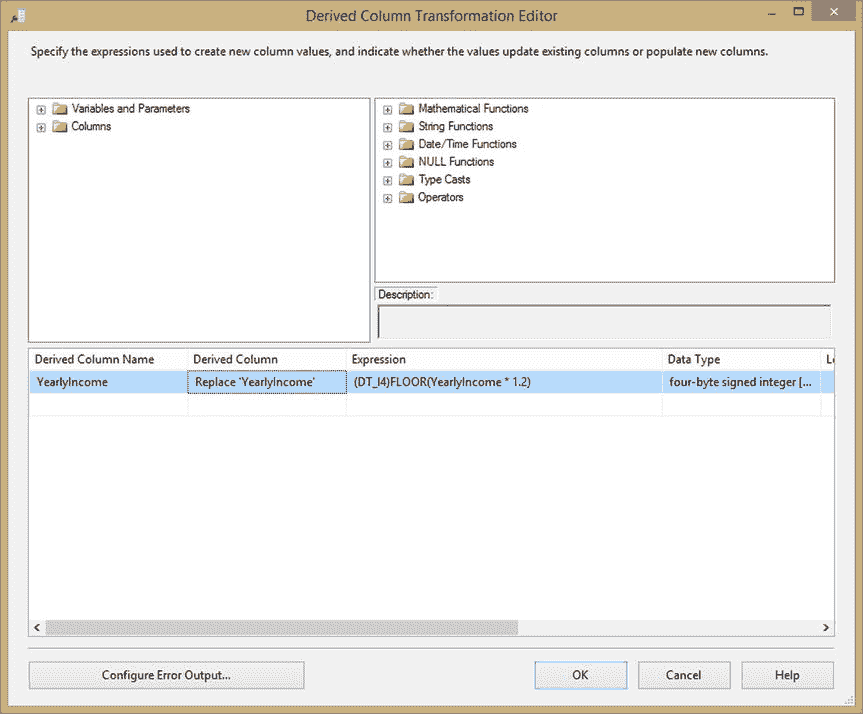 Derived Column Transformation Editor
Specify the expressions used to create new column values, and indicate whether the values update existing columns or populate new columns.
Variables and Parameters
Columns
Mathematical Functions
String Functions
Date/Time Functions
NULL Functions
Type Casts
Operators
Description:
Derived Column Name Derived Column Expression Data Type Le
YearlyIncome Replace 'YearlyIncome' (DT_I4)FLOOR(YearlyIncome * 1.2) four-byte signed integer [...
Configure Error Output... OK Cancel Help